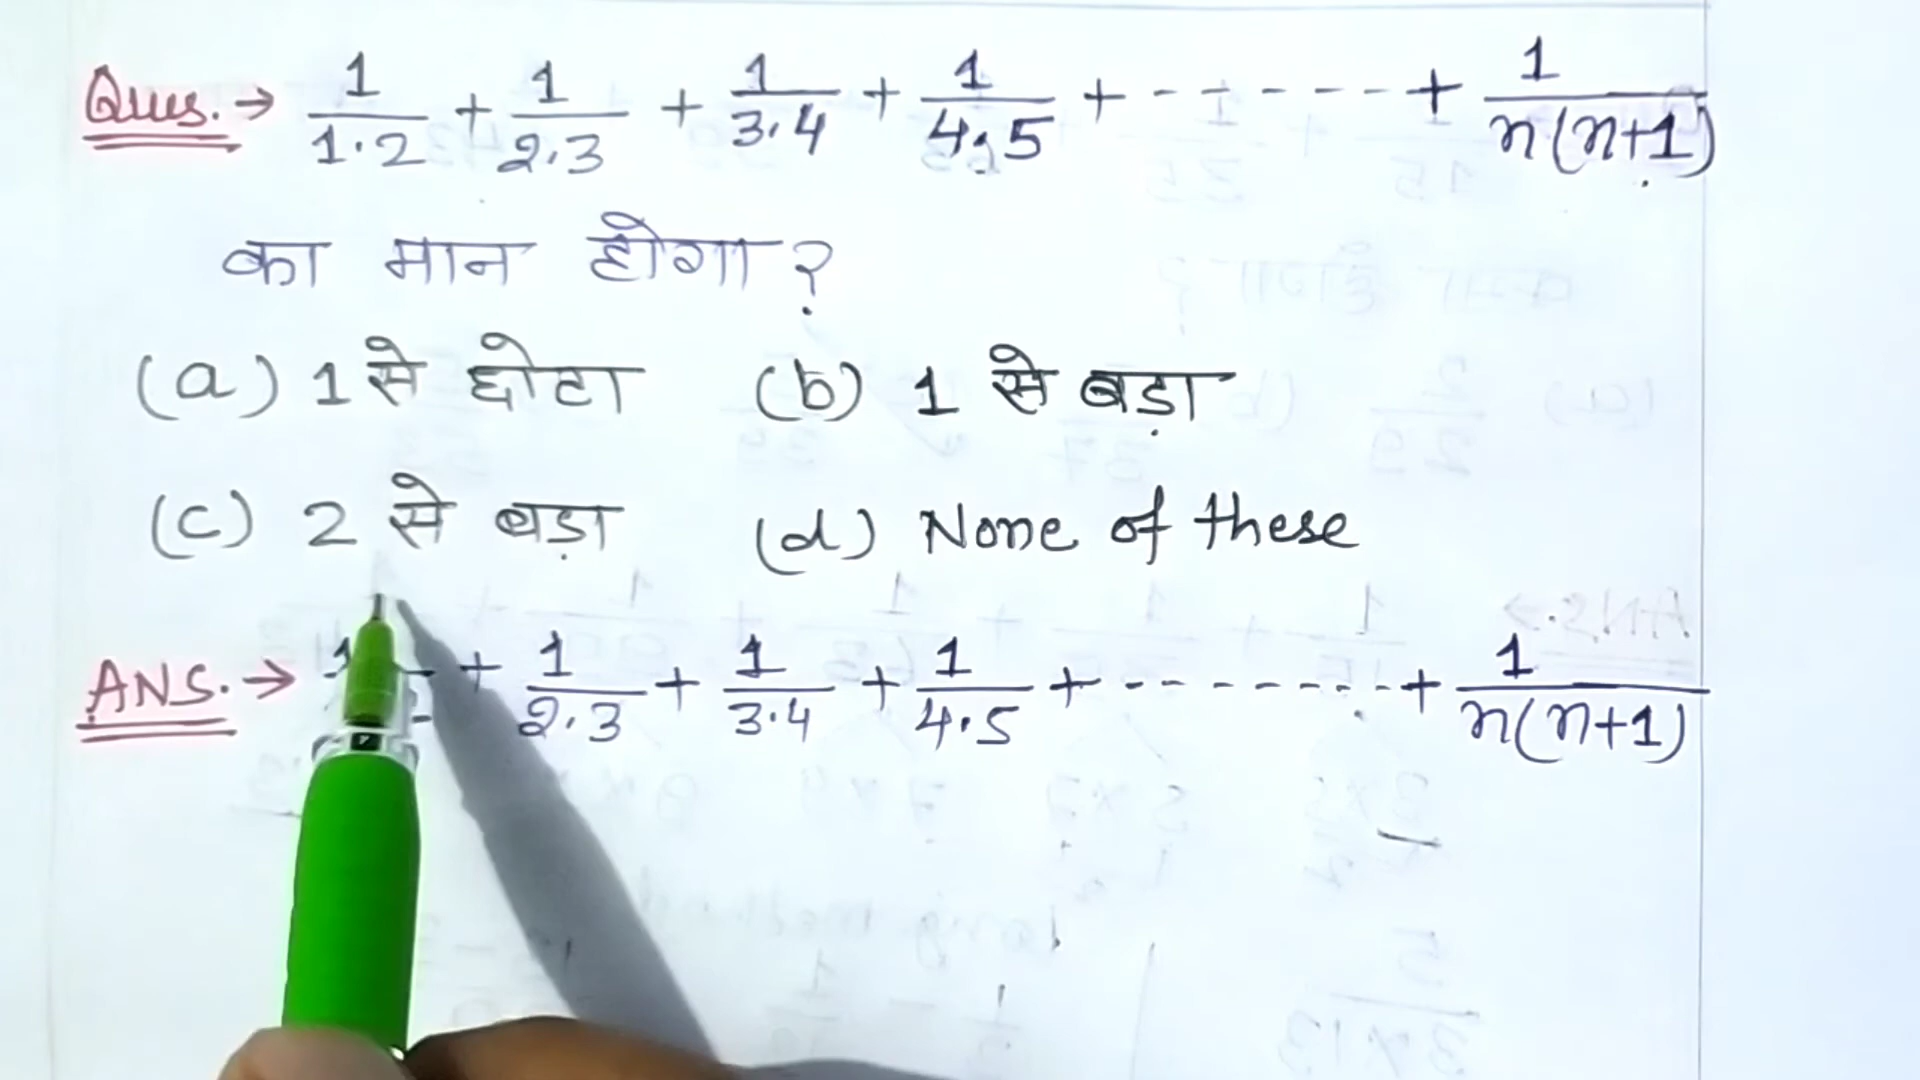 Ques. → 1/1·2 + 1/2·3 + 1/3·4 + 1/4·5 + ------ + 1/n(n+1)
का मान होगा?
(a) 1 से छोटा (b) 1 से बड़ा
(c) 2 से बड़ा (d) None of these
ANS. → 1 + 1/2·3 + 1/3·4 + 1/4·5 + -------- + 1/n(n+1)